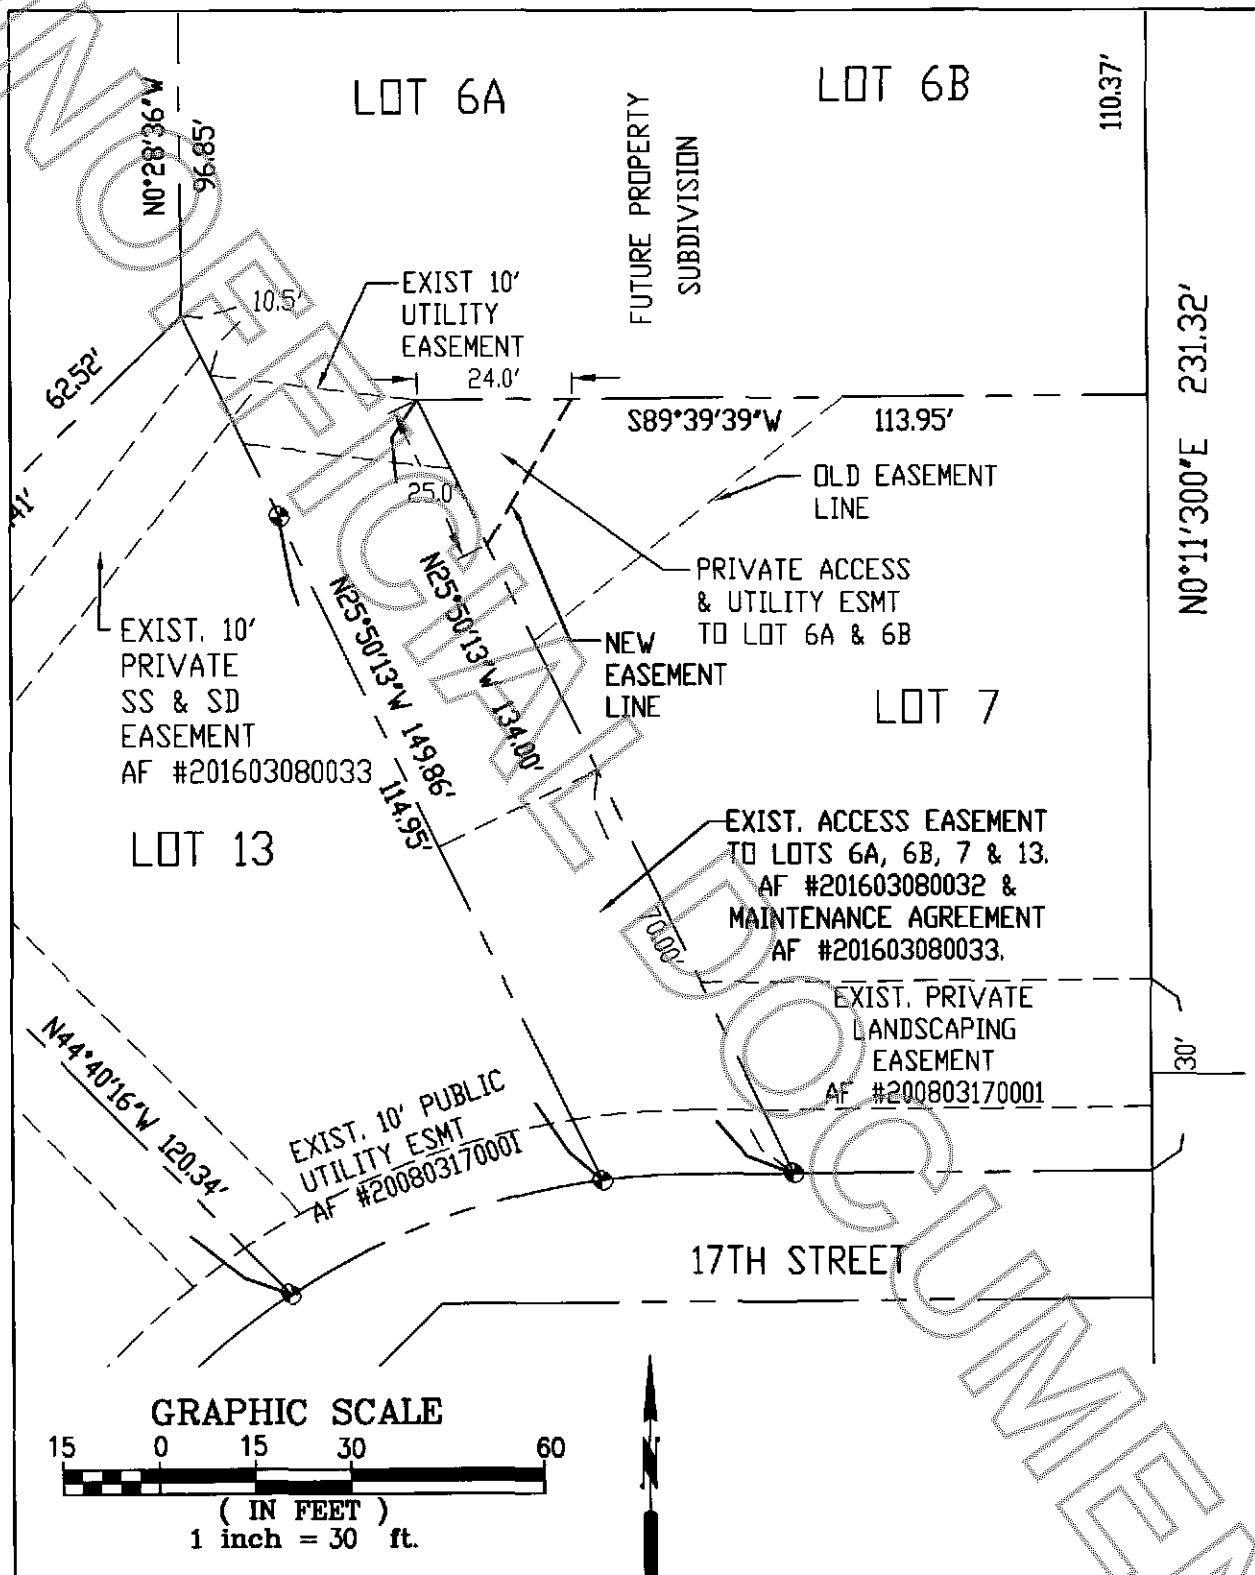 LOT 6A
LOT 6B
110.37'
N0°28'36"W
96.85'
FUTURE PROPERTY
SUBDIVISION
10.5'
EXIST 10'
UTILITY
EASEMENT
24.0'
62.52'
S89°39'39"W 113.95'
N0°11'300"E 231.32'
OLD EASEMENT
LINE
25.0
.41'
PRIVATE ACCESS
& UTILITY ESMT
TO LOT 6A & 6B
EXIST. 10'
PRIVATE
SS & SD
EASEMENT
AF #201603080033
N25°50'13"W 149.86'
114.95'
N25°50'13"W 134.00'
NEW
EASEMENT
LINE
LOT 7
LOT 13
EXIST. ACCESS EASEMENT
TO LOTS 6A, 6B, 7 & 13.
AF #201603080032 &
MAINTENANCE AGREEMENT
AF #201603080033.
70.00'
EXIST. PRIVATE
LANDSCAPING
EASEMENT
AF #200803170001
30'
N44°40'16"W 120.34'
EXIST. 10' PUBLIC
UTILITY ESMT
AF #200803170001
17TH STREET
GRAPHIC SCALE
15 0 15 30 60
( IN FEET )
1 inch = 30 ft.
N
UNOFFICIAL DOCUMENT